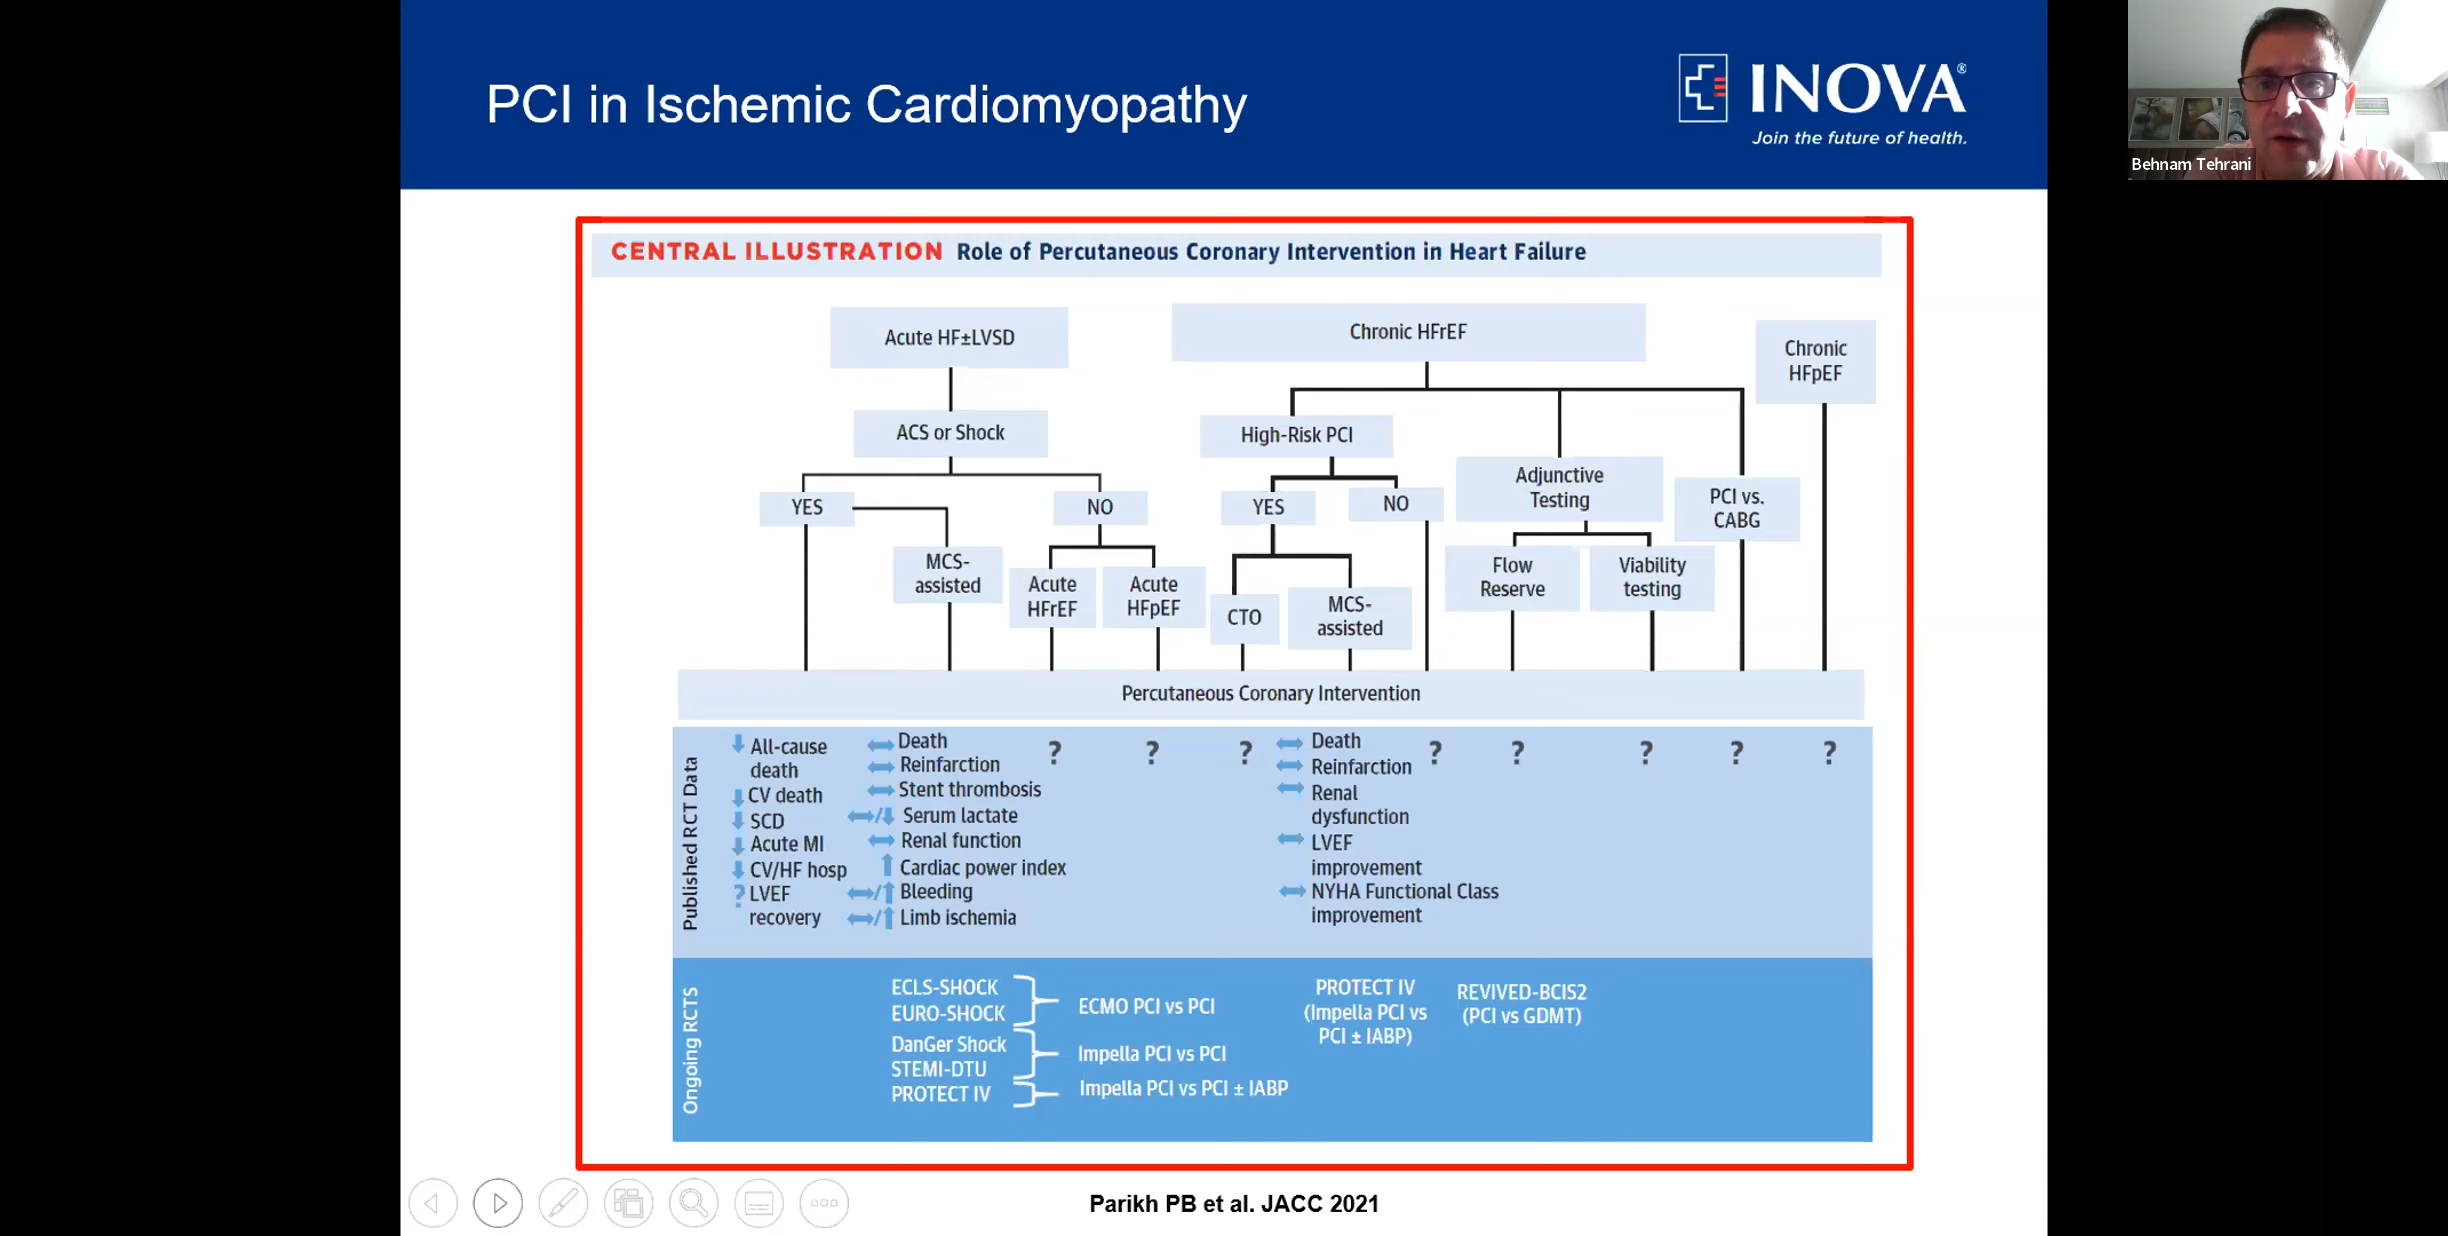 PCI in Ischemic Cardiomyopathy
INOVA®
Join the future of health.
Behnam Tehrani
CENTRAL ILLUSTRATION Role of Percutaneous Coronary Intervention in Heart Failure
Acute HF±LVSD
Chronic HFrEF
Chronic
HFpEF
ACS or Shock
High-Risk PCI
Adjunctive
Testing
PCI vs.
CABG
YES
NO
YES
NO
MCS-
assisted
Acute
HFrEF
Acute
HFpEF
CTO
MCS-
assisted
Flow
Reserve
Viability
testing
Percutaneous Coronary Intervention
Published RCT Data
All-cause
death
CV death
SCD
Acute MI
CV/HF hosp
? LVEF
recovery
Death
Reinfarction
Stent thrombosis
/ Serum lactate
Renal function
Cardiac power index
/ Bleeding
/ Limb ischemia
? ? ?
Death
Reinfarction
Renal
dysfunction
LVEF
improvement
NYHA Functional Class
improvement
? ? ? ? ?
Ongoing RCTS
ECLS-SHOCK
EURO-SHOCK
ECMO PCI vs PCI
DanGer Shock
STEMI-DTU
Impella PCI vs PCI
PROTECT IV
Impella PCI vs PCI ± IABP
PROTECT IV
(Impella PCI vs
PCI ± IABP)
REVIVED-BCIS2
(PCI vs GDMT)
Parikh PB et al. JACC 2021